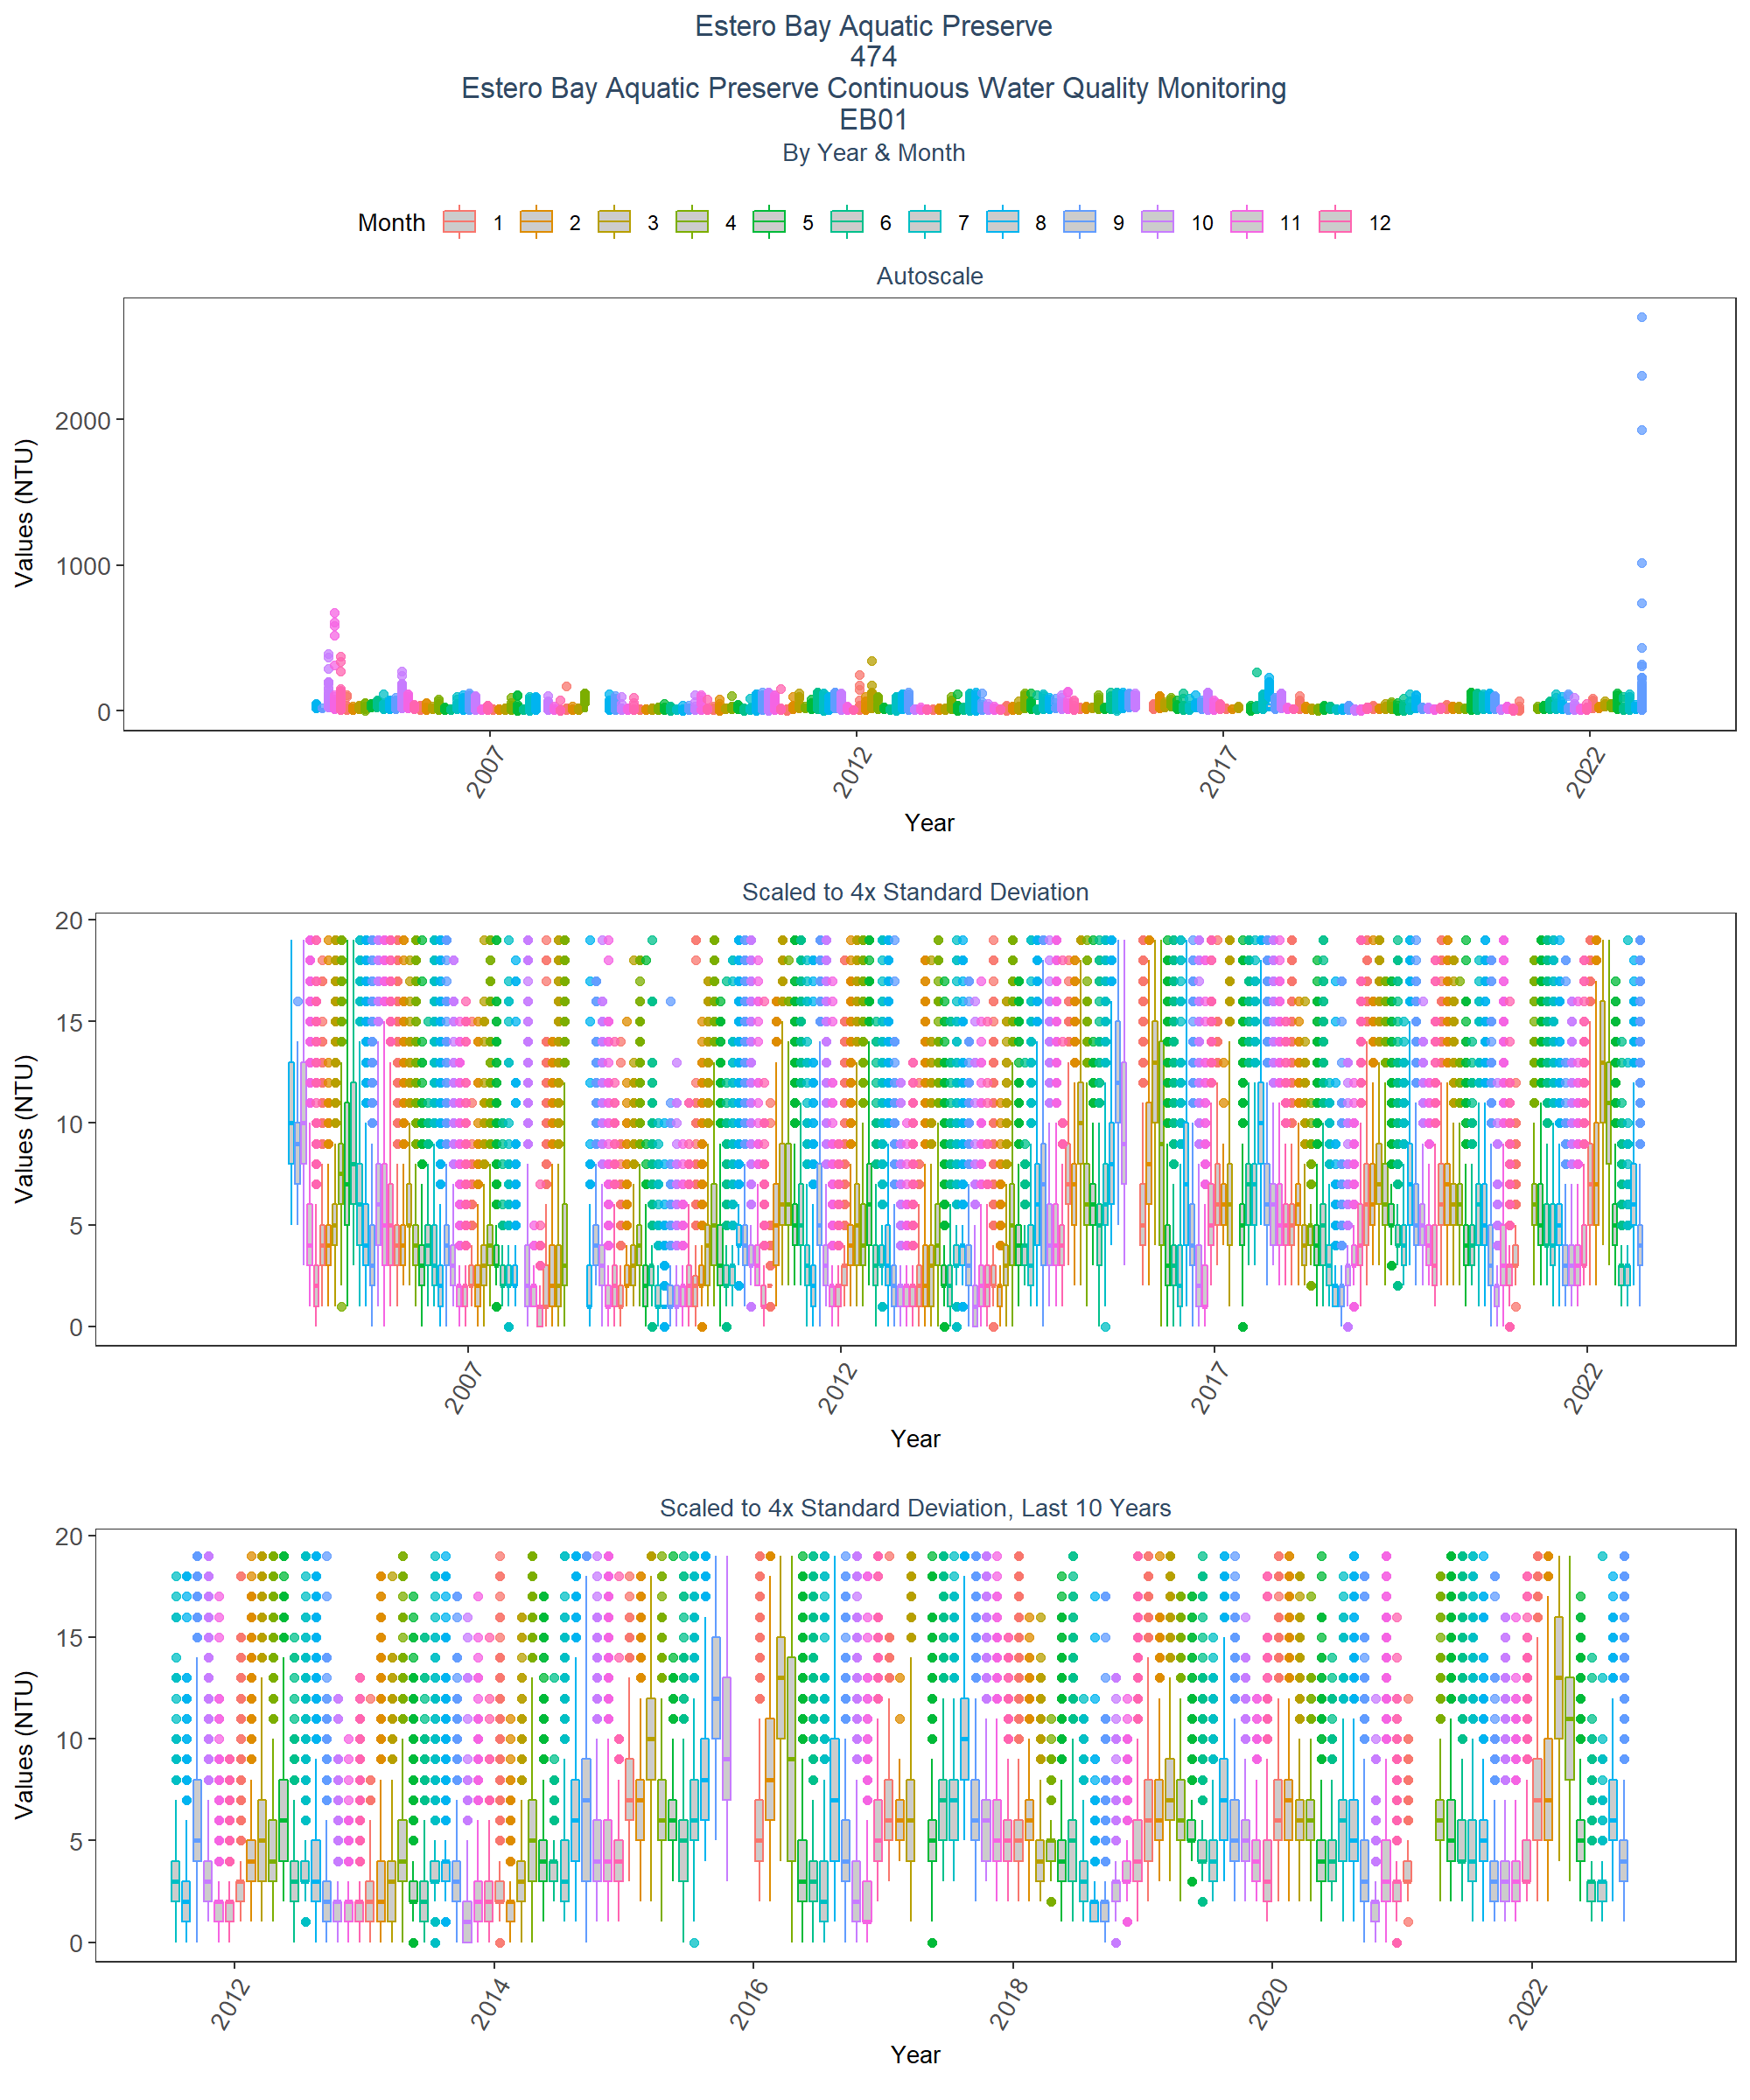 Estero Bay Aquatic Preserve
474
Estero Bay Aquatic Preserve Continuous Water Quality Monitoring
EB01
By Year & Month
Month 1 2 3 4 5 6 7 8 9 10 11 12
Autoscale
Values (NTU)
2000
1000
0
2007 2012 2017 2022
Year
Scaled to 4x Standard Deviation
Values (NTU)
20
15
10
5
0
2007 2012 2017 2022
Year
Scaled to 4x Standard Deviation, Last 10 Years
Values (NTU)
20
15
10
5
0
2012 2014 2016 2018 2020 2022
Year